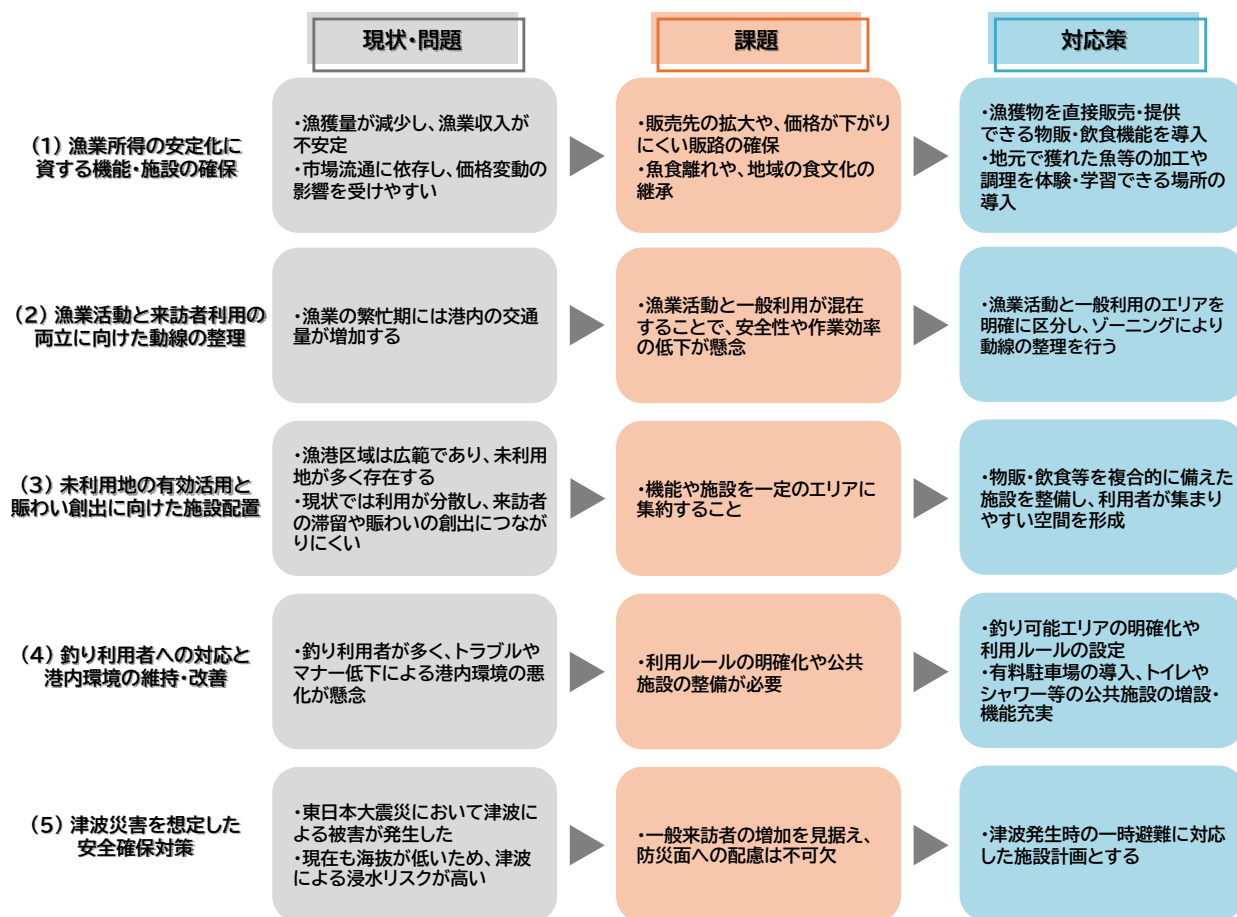 現状・問題
課題
対応策
（1）漁業所得の安定化に
資する機能・施設の確保
・漁獲量が減少し、漁業収入が
不安定
・市場流通に依存し、価格変動の
影響を受けやすい
・販売先の拡大や、価格が下がり
にくい販路の確保
・魚食離れや、地域の食文化の
継承
・漁獲物を直接販売・提供
できる物販・飲食機能を導入
・地元で獲れた魚等の加工や
調理を体験・学習できる場所の
導入
（2）漁業活動と来訪者利用の
両立に向けた動線の整理
・漁業の繁忙期には港内の交通
量が増加する
・漁業活動と一般利用が混在
することで、安全性や作業効率
の低下が懸念
・漁業活動と一般利用のエリアを
明確に区分し、ゾーニングにより
動線の整理を行う
（3）未利用地の有効活用と
賑わい創出に向けた施設配置
・漁港区域は広範であり、未利用
地が多く存在する
・現状では利用が分散し、来訪者
の滞留や賑わいの創出につなが
りにくい
・機能や施設を一定のエリアに
集約すること
・物販・飲食等を複合的に備えた
施設を整備し、利用者が集まり
やすい空間を形成
（4）釣り利用者への対応と
港内環境の維持・改善
・釣り利用者が多く、トラブルや
マナー低下による港内環境の悪
化が懸念
・利用ルールの明確化や公共
施設の整備が必要
・釣り可能エリアの明確化や
利用ルールの設定
・有料駐車場の導入、トイレや
シャワー等の公共施設の増設・
機能充実
（5）津波災害を想定した
安全確保対策
・東日本大震災において津波に
よる被害が発生した
・現在も海抜が低いため、津波
による浸水リスクが高い
・一般来訪者の増加を見据え、
防災面への配慮は不可欠
・津波発生時の一時避難に対応
した施設計画とする